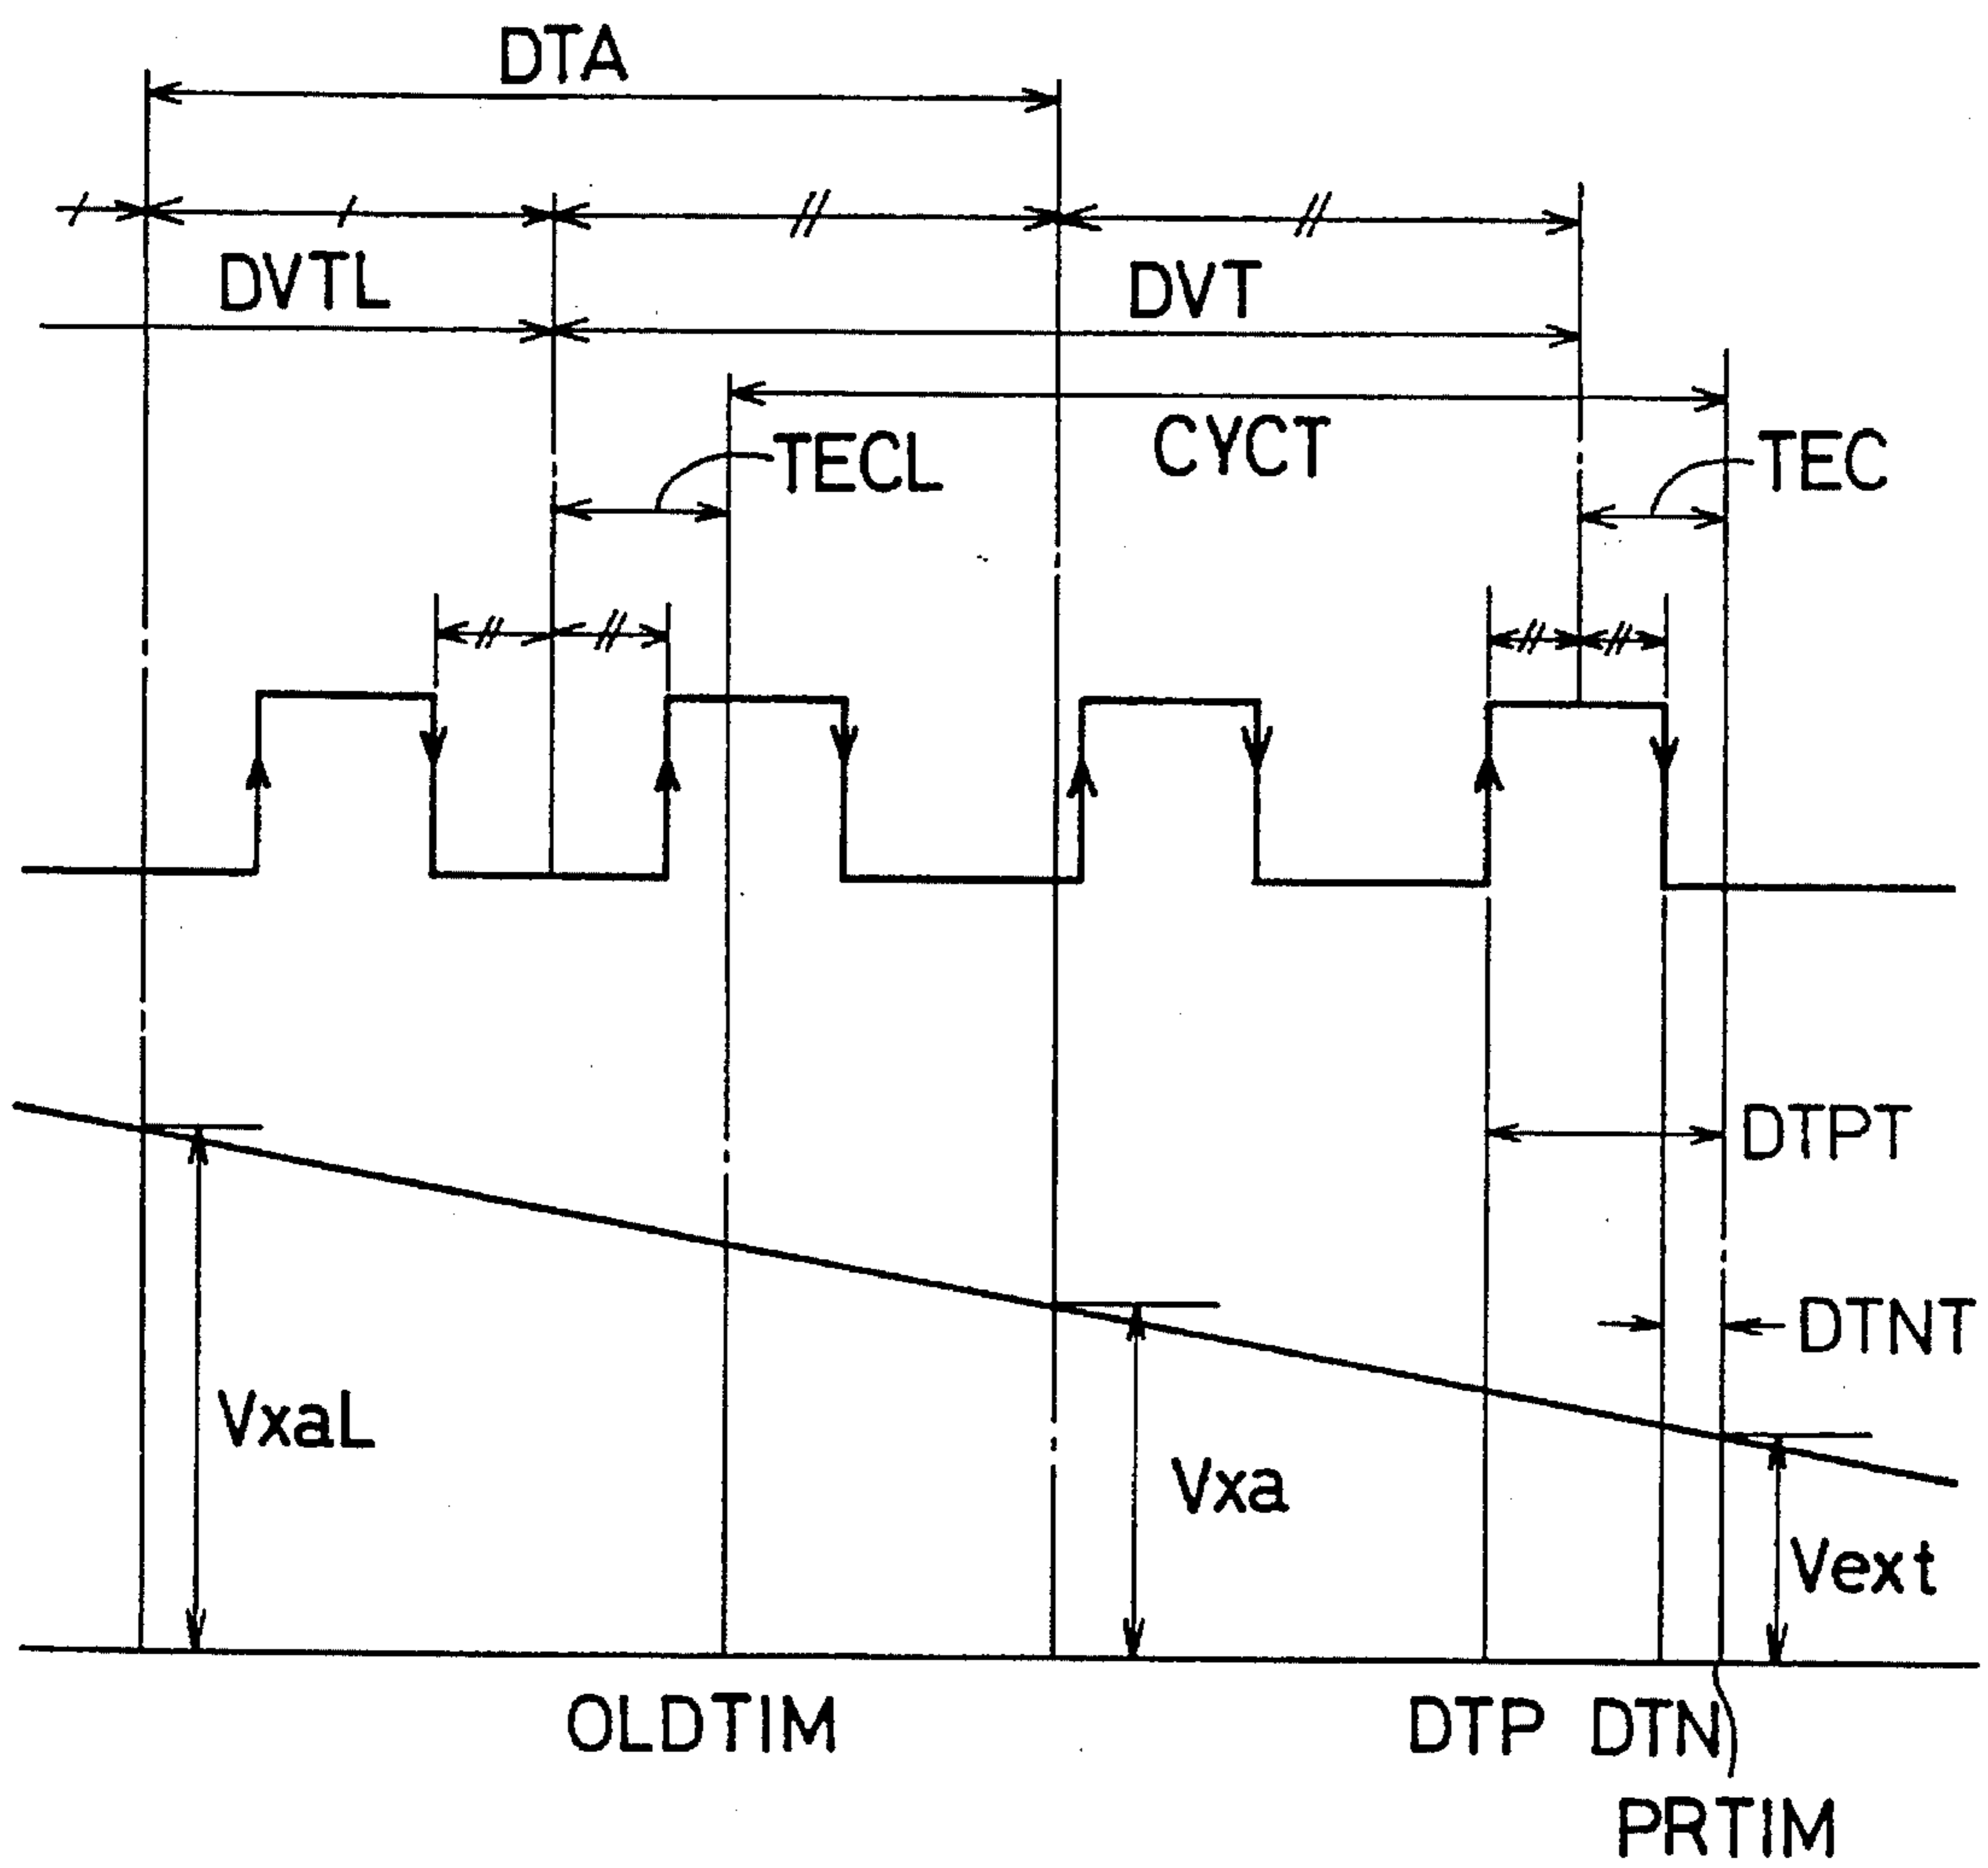 DTA
DVTL
DVT
CYCT
TECL
TEC
DTPT
DTNT
VxaL
Vxa
Vext
OLDTIM
DTP
DTN
PRTIM